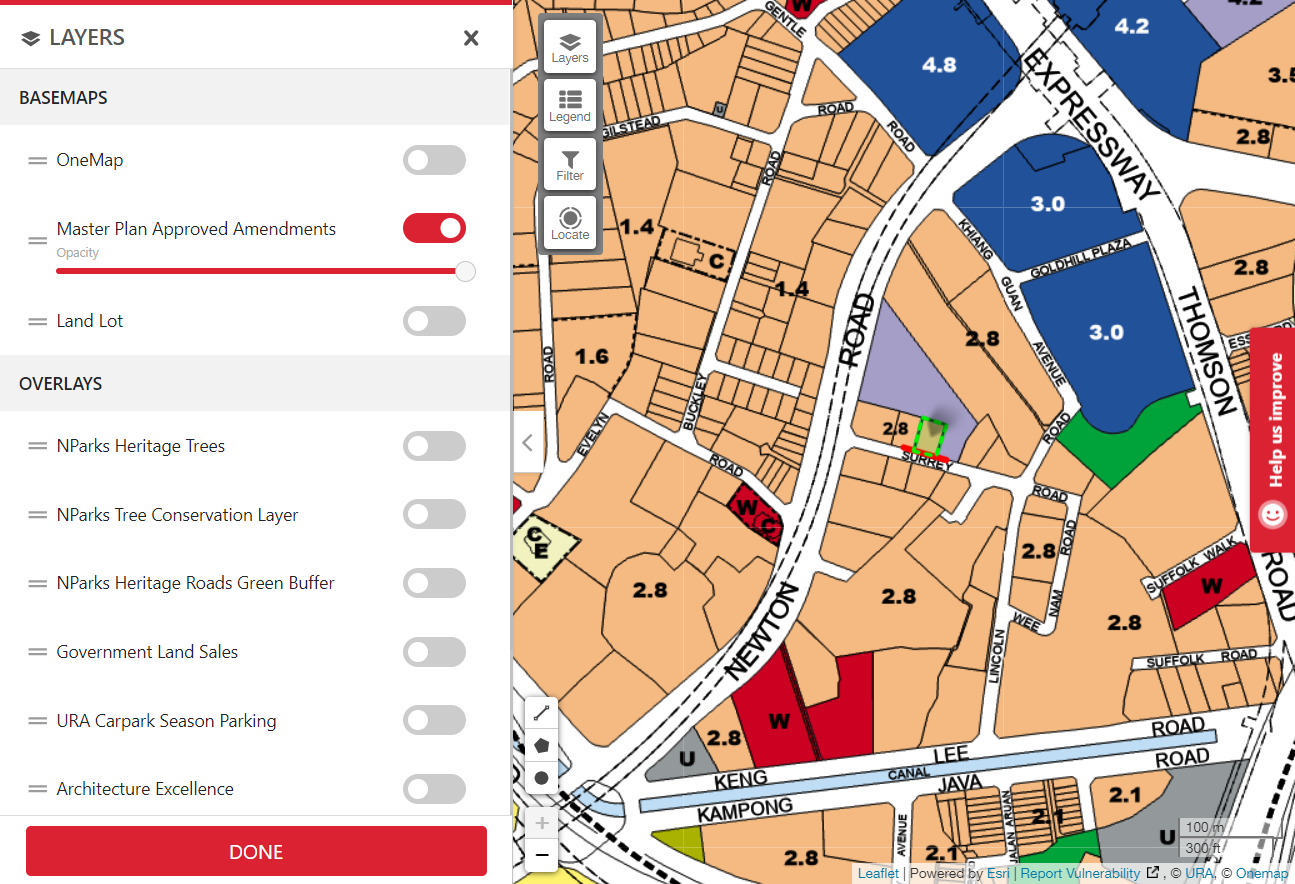 LAYERS
BASEMAPS
OneMap
Master Plan Approved Amendments
Opacity
Land Lot
OVERLAYS
NParks Heritage Trees
NParks Tree Conservation Layer
NParks Heritage Roads Green Buffer
Government Land Sales
URA Carpark Season Parking
Architecture Excellence
DONE
Layers
Legend
Filter
Locate
W
GENTLE
ROAD
ROAD
4.8
4.2
4.2
3.5
2.8
EXPRESSWAY
U
GILSTEAD
ROAD
1.4
C
1.4
3.0
KHIANG
GUAN
AVENUE
GOLDHILL PLAZA
3.0
2.8
THOMSON
ROAD
2.8
ROAD
1.6
ROAD
BUCKLEY
EVELYN
ROAD
2.8
SURREY
ROAD
ROAD
Help us improve
W
C
C
E
2.8
NEWTON
2.8
2.8
ROAD
WEE
NAM
LINCOLN
2.8
SUFFOLK WALK
W
SUFFOLK ROAD
W
2.8
U
KENG
LEE
ROAD
CANAL
KAMPONG
JAVA
ROAD
2.8
AVENUE
2.1
JALAN ARUAN
2.1
2.1
U
100 m
300 ft
Leaflet | Powered by Esri | Report Vulnerability , © URA, © Onemap